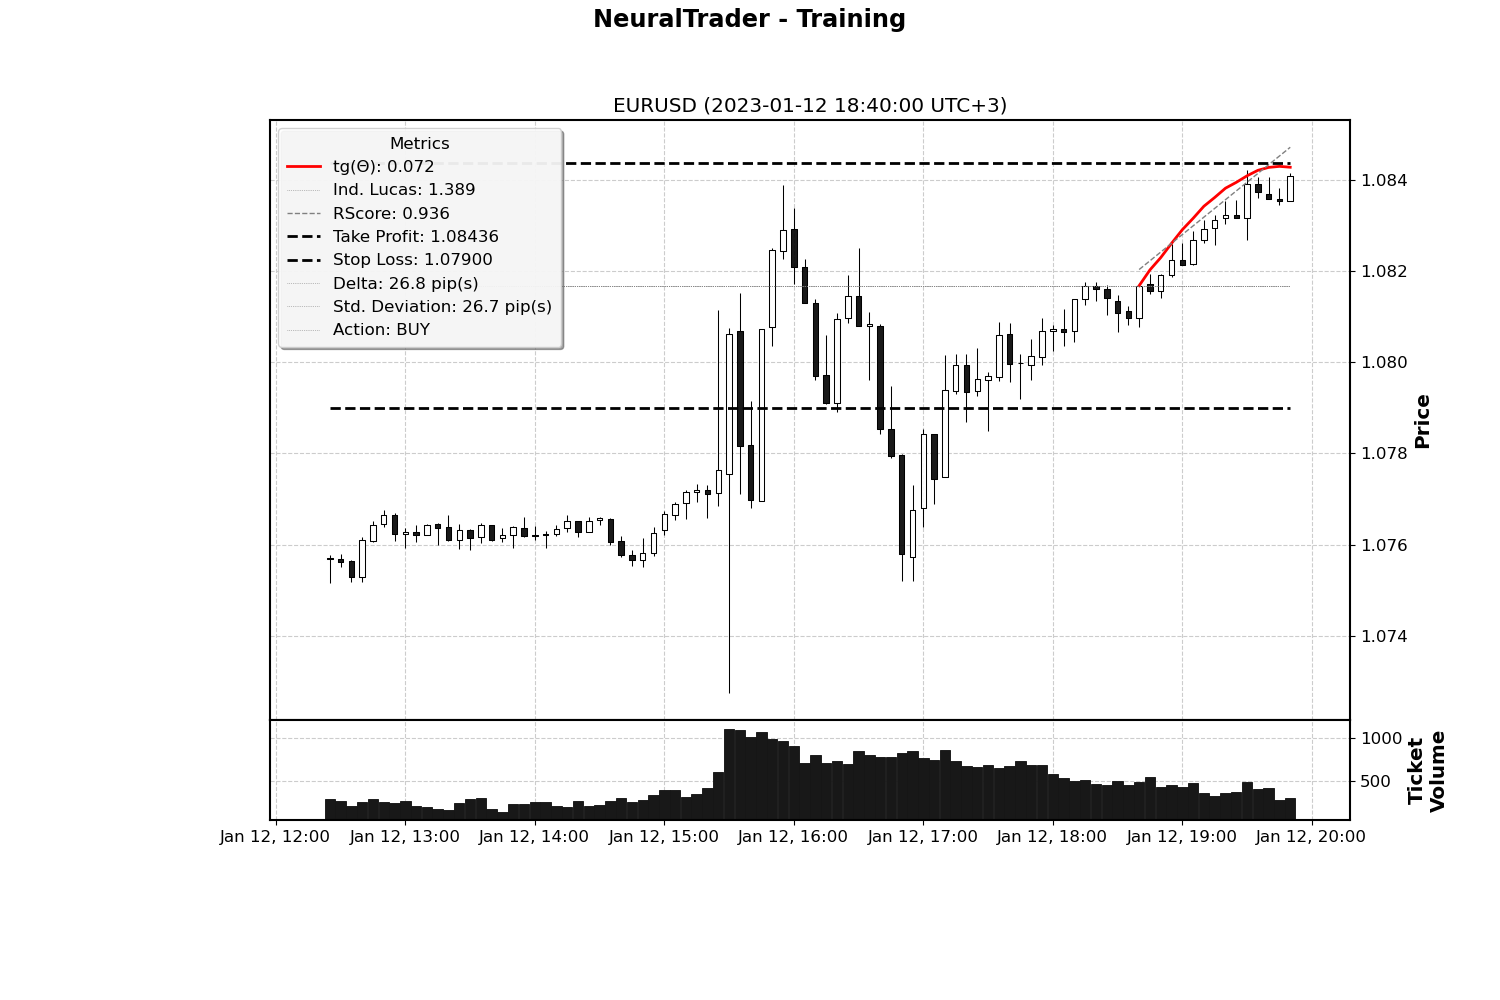 NeuralTrader - Training
EURUSD (2023-01-12 18:40:00 UTC+3)
Metrics
tg(Θ): 0.072
Ind. Lucas: 1.389
RScore: 0.936
Take Profit: 1.08436
Stop Loss: 1.07900
Delta: 26.8 pip(s)
Std. Deviation: 26.7 pip(s)
Action: BUY
1.084
1.082
1.080
1.078
1.076
1.074
Price
1000
500
Ticket
Volume
Jan 12, 12:00
Jan 12, 13:00
Jan 12, 14:00
Jan 12, 15:00
Jan 12, 16:00
Jan 12, 17:00
Jan 12, 18:00
Jan 12, 19:00
Jan 12, 20:00